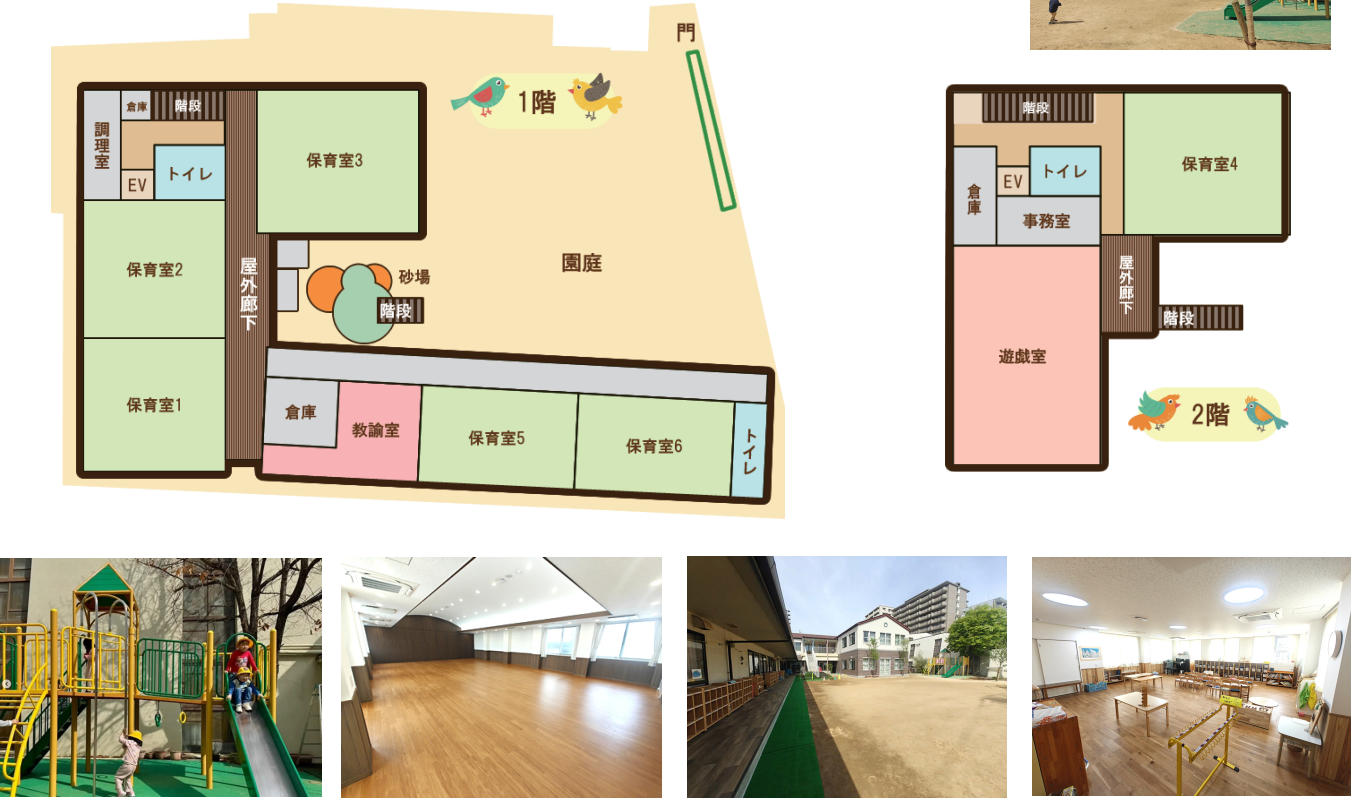 門
1階
倉庫
階段
調理室
トイレ
EV
保育室3
保育室2
屋外廊下
園庭
砂場
階段
保育室1
倉庫
教諭室
保育室5
保育室6
トイレ
階段
保育室4
倉庫
EV
トイレ
事務室
屋外廊下
階段
遊戯室
2階